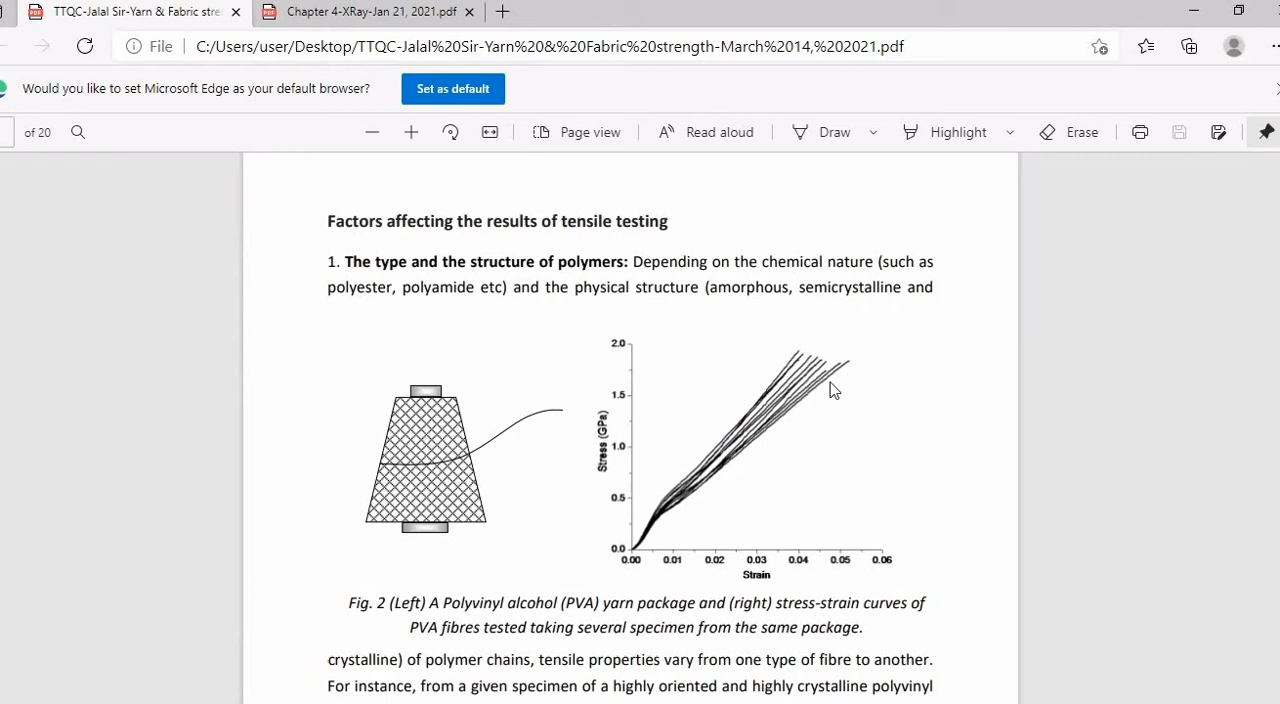 TTQC-Jalal Sir-Yarn & Fabric stre
Chapter 4-XRay-Jan 21, 2021.pdf
File
C:/Users/user/Desktop/TTQC-Jalal%20Sir-Yarn%20&%20Fabric%20strength-March%2014,%202021.pdf
Would you like to set Microsoft Edge as your default browser?
Set as default
of 20
Page view
Read aloud
Draw
Highlight
Erase
Factors affecting the results of tensile testing
1. The type and the structure of polymers: Depending on the chemical nature (such as
polyester, polyamide etc) and the physical structure (amorphous, semicrystalline and
2.0
1.5
1.0
0.5
0.0
Stress (GPa)
0.00 0.01 0.02 0.03 0.04 0.05 0.06
Strain
Fig. 2 (Left) A Polyvinyl alcohol (PVA) yarn package and (right) stress-strain curves of
PVA fibres tested taking several specimen from the same package.
crystalline) of polymer chains, tensile properties vary from one type of fibre to another.
For instance, from a given specimen of a highly oriented and highly crystalline polyvinyl